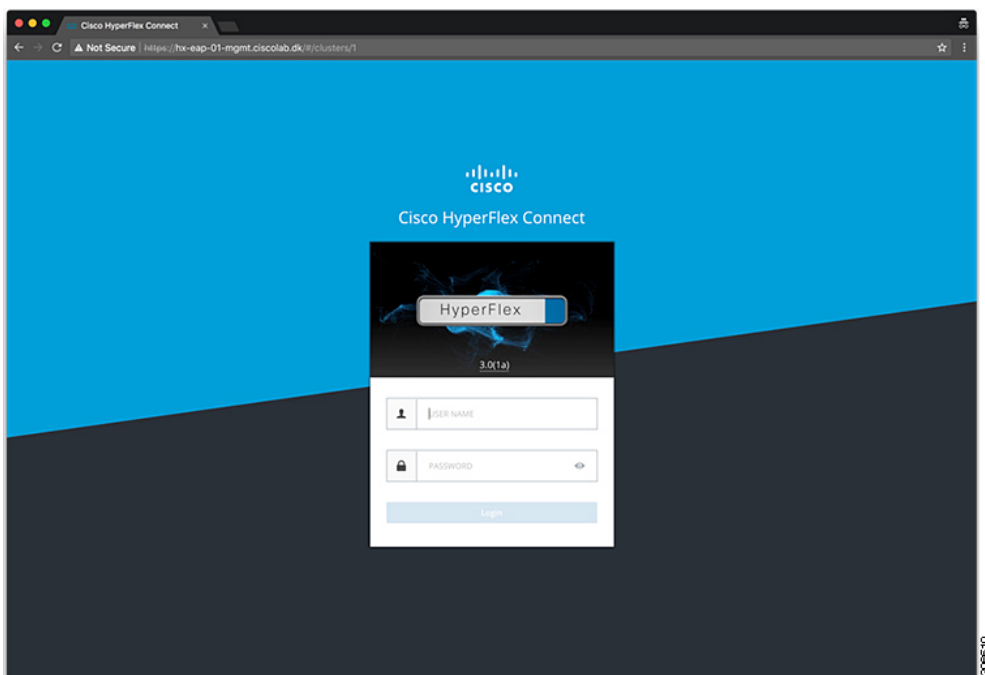 Cisco HyperFlex Connect
Not Secure | https://hx-eap-01-mgmt.ciscolab.dk/#/clusters/1
CISCO
Cisco HyperFlex Connect
HyperFlex
3.0(1a)
USER NAME
PASSWORD
Login